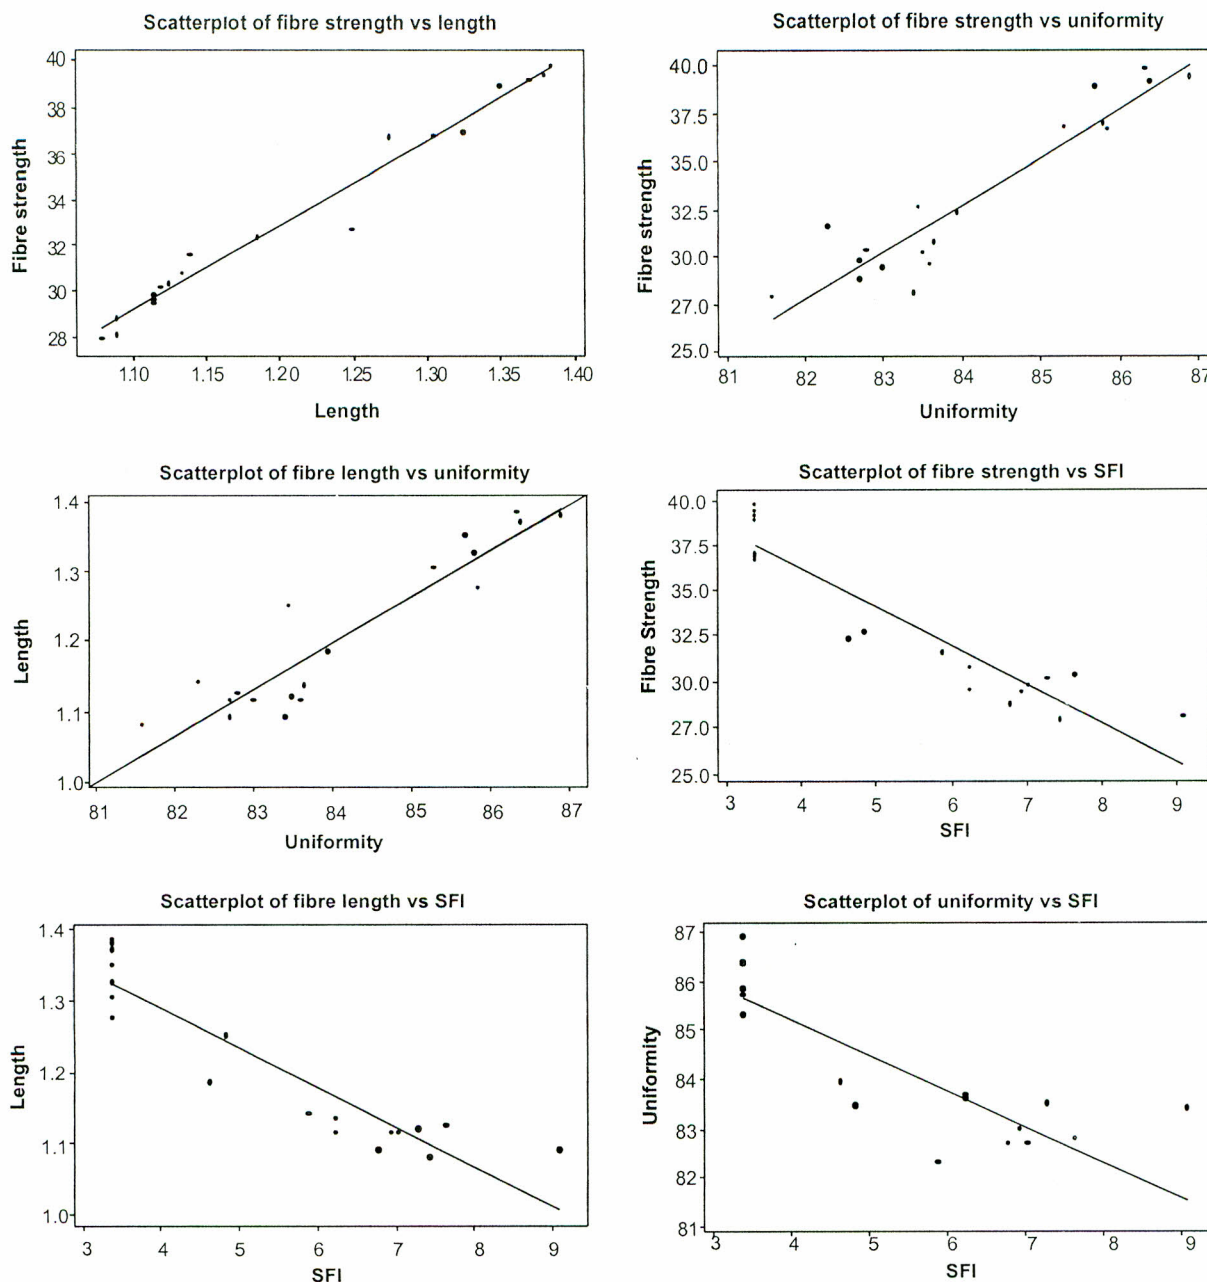 Scatterplot of fibre strength vs length
40
38
36
34
32
30
28
Fibre strength
1.10 1.15 1.20 1.25 1.30 1.35 1.40
Length
Scatterplot of fibre strength vs uniformity
40.0
37.5
35.0
32.5
30.0
27.0
25.0
Fibre strength
81 82 83 84 85 86 87
Uniformity
Scatterplot of fibre length vs uniformity
1.4
1.3
1.2
1.1
1.0
Length
81 82 83 84 85 86 87
Uniformity
Scatterplot of fibre strength vs SFI
40.0
37.5
35.0
32.5
30.0
27.0
25.0
Fibre Strength
3 4 5 6 7 8 9
SFI
Scatterplot of fibre length vs SFI
1.4
1.3
1.2
1.1
1.0
Length
3 4 5 6 7 8 9
SFI
Scatterplot of uniformity vs SFI
87
86
85
84
83
82
81
Uniformity
3 4 5 6 7 8 9
SFI